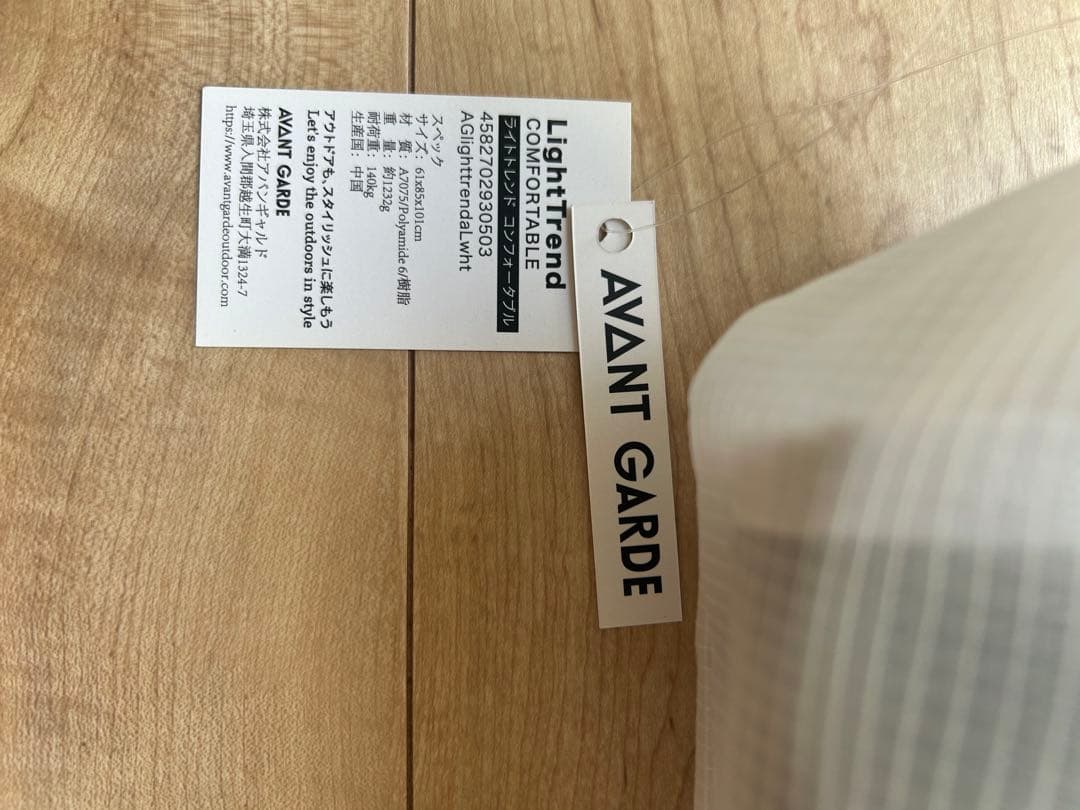 LightTrend
COMFORTABLE
ライトトレンド コンフォータブル
4582702930503
AGlighttrendaLwht
スペック
サイズ: 61x85x101cm
材 質: A7075/Polyamide 6/樹脂
重 量: 約1232g
耐荷重: 140kg
生産国: 中国
アウトドアも、スタイリッシュに楽しもう
Let's enjoy the outdoors in style
AVANT GARDE
株式会社アバンギャルド
埼玉県入間郡越生町大満1324-7
https://www.avantgardeoutdoor.com
AVANT GARDE